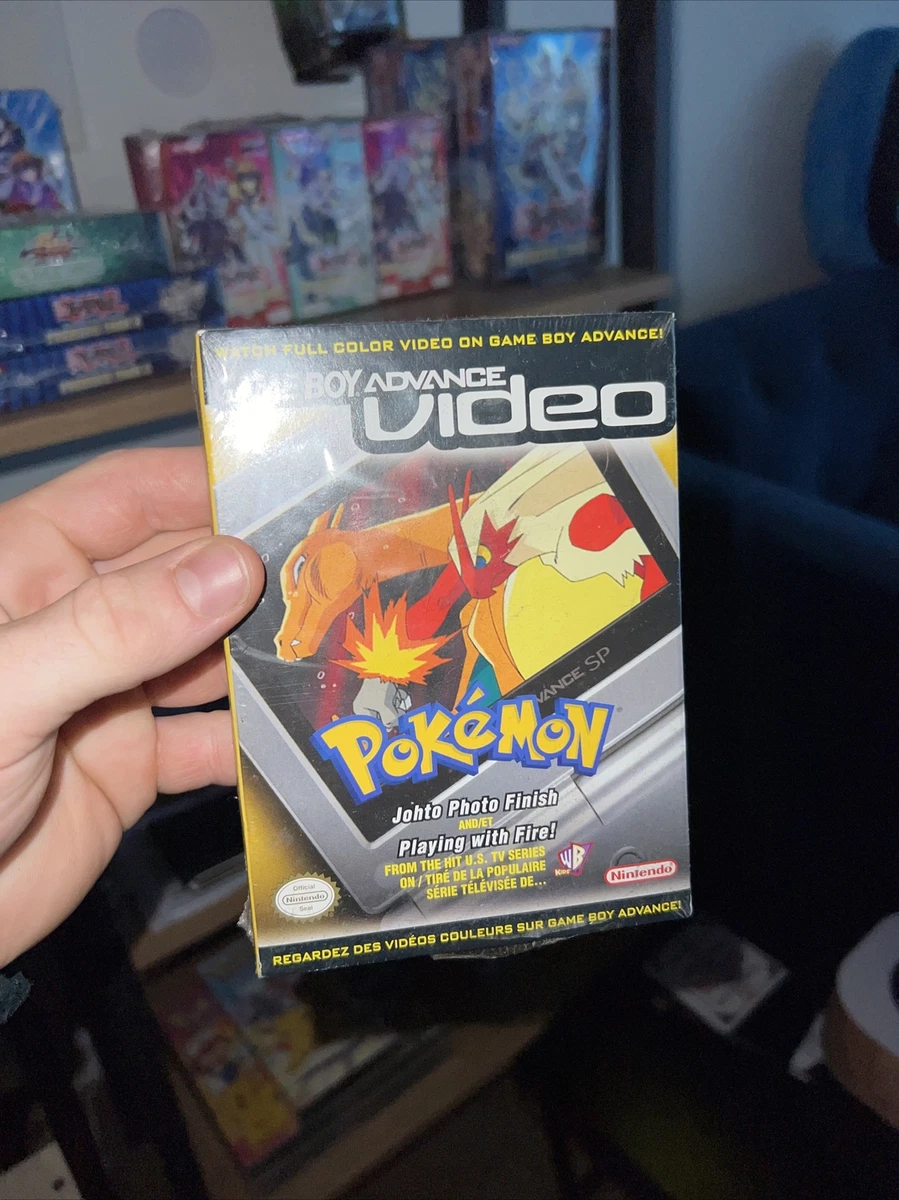 WATCH FULL COLOR VIDEO ON GAME BOY ADVANCE!
BOY ADVANCE
video
ADVANCE SP
POKéMON
Johto Photo Finish
AND/ET
Playing with Fire!
FROM THE HIT U.S. TV SERIES
ON / TIRÉ DE LA POPULAIRE
SÉRIE TÉLÉVISÉE DE...
WB
Kids
Nintendo
Official
Nintendo
Seal
REGARDEZ DES VIDÉOS COULEURS SUR GAME BOY ADVANCE!